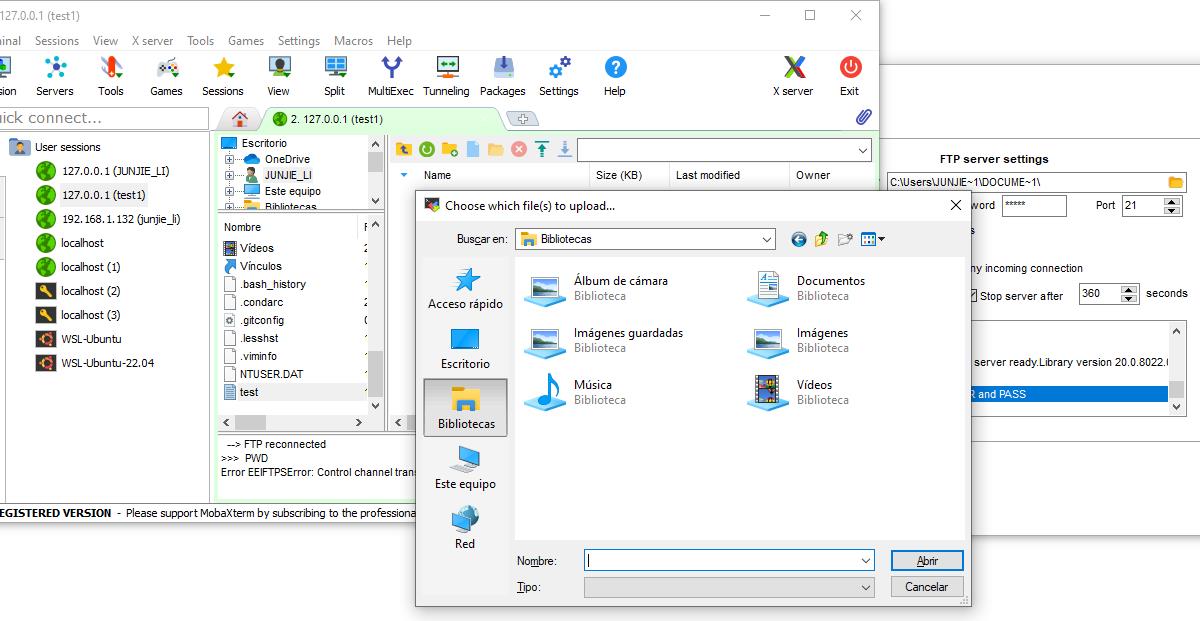 127.0.0.1 (test1)
Sessions View X server Tools Games Settings Macros Help
Servers Tools Games Sessions View Split MultiExec Tunneling Packages Settings Help X server Exit
2. 127.0.0.1 (test1)
User sessions
127.0.0.1 (JUNJIE_LI)
127.0.0.1 (test1)
192.168.1.132 (junjie_li)
localhost
localhost (1)
localhost (2)
localhost (3)
WSL-Ubuntu
WSL-Ubuntu-22.04
Escritorio
OneDrive
JUNJIE_LI
Este equipo
Bibliotecas
Nombre
Vídeos
Vínculos
.bash_history
.condarc
.gitconfig
.lesshst
.viminfo
NTUSER.DAT
test
Name Size (KB) Last modified Owner
--> FTP reconnected
>>> PWD
Error EEIFTPSError: Control channel tran
EGISTERED VERSION - Please support MobaXterm by subscribing to the professiona
Choose which file(s) to upload...
Buscar en: Bibliotecas
Acceso rápido
Escritorio
Bibliotecas
Este equipo
Red
Álbum de cámara
Biblioteca
Documentos
Biblioteca
Imágenes guardadas
Biblioteca
Imágenes
Biblioteca
Música
Biblioteca
Vídeos
Biblioteca
Nombre: Abrir
Tipo: Cancelar
FTP server settings
C:\Users\JUNJIE~1\DOCUME~1\
word ***** Port 21
ny incoming connection
Stop server after 360 seconds
server ready.Library version 20.0.8022.
R and PASS